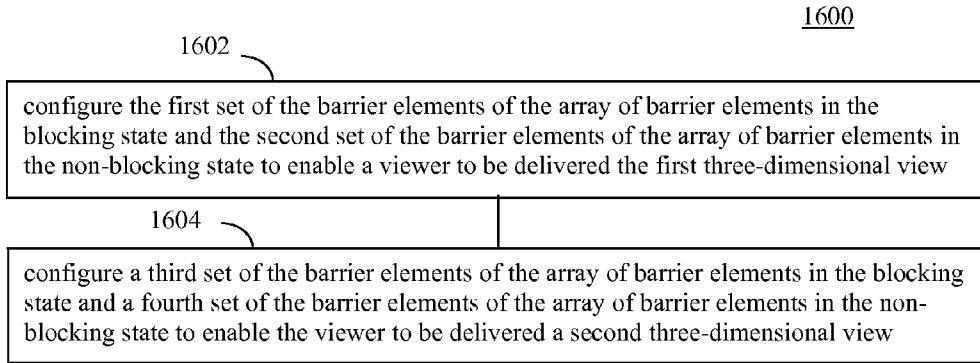 1600
1602
configure the first set of the barrier elements of the array of barrier elements in the
blocking state and the second set of the barrier elements of the array of barrier elements in
the non-blocking state to enable a viewer to be delivered the first three-dimensional view
1604
configure a third set of the barrier elements of the array of barrier elements in the blocking
state and a fourth set of the barrier elements of the array of barrier elements in the non-
blocking state to enable the viewer to be delivered a second three-dimensional view